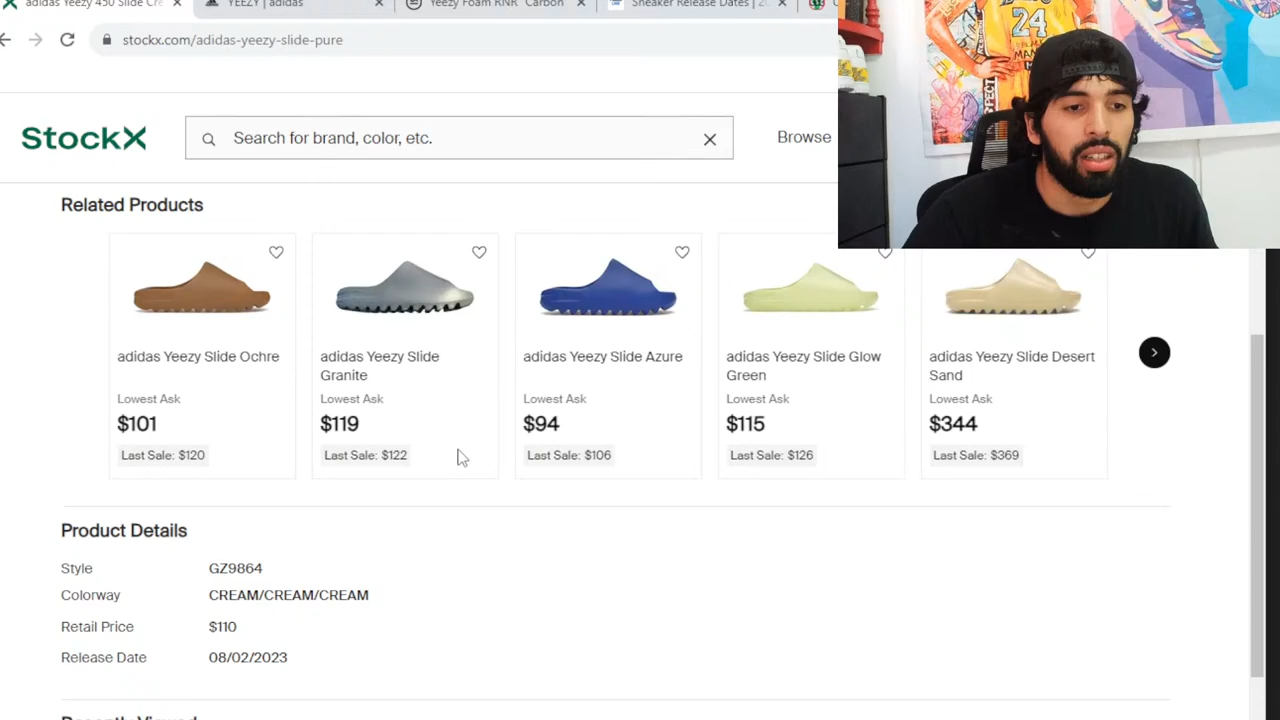 adidas Yeezy 450 Slide Cre
YEEZY | adidas
Yeezy Foam RNR "Carbon"
Sneaker Release Dates | 20
stockx.com/adidas-yeezy-slide-pure
StockX
Search for brand, color, etc.
Browse
24
Related Products
adidas Yeezy Slide Ochre
Lowest Ask
$101
Last Sale: $120
adidas Yeezy Slide
Granite
Lowest Ask
$119
Last Sale: $122
adidas Yeezy Slide Azure
Lowest Ask
$94
Last Sale: $106
adidas Yeezy Slide Glow
Green
Lowest Ask
$115
Last Sale: $126
adidas Yeezy Slide Desert
Sand
Lowest Ask
$344
Last Sale: $369
Product Details
Style GZ9864
Colorway CREAM/CREAM/CREAM
Retail Price $110
Release Date 08/02/2023
Recently Viewed